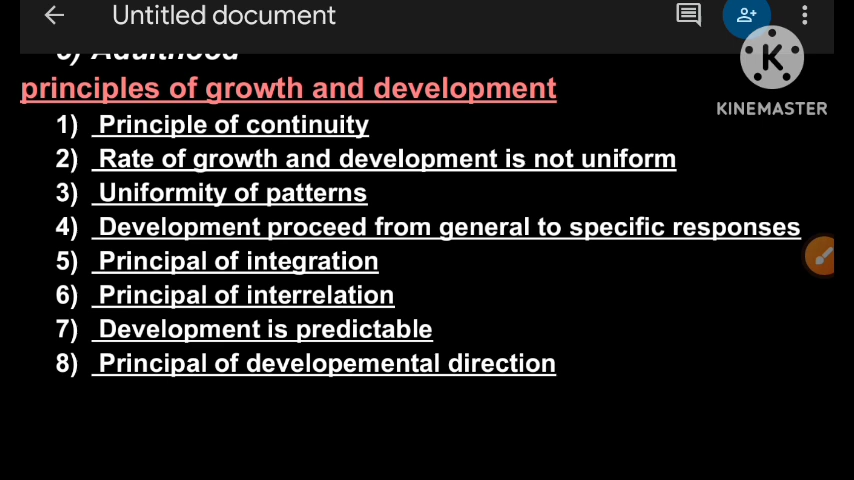 Untitled document
principles of growth and development
KINEMASTER
1) Principle of continuity
2) Rate of growth and development is not uniform
3) Uniformity of patterns
4) Development proceed from general to specific responses
5) Principal of integration
6) Principal of interrelation
7) Development is predictable
8) Principal of developemental direction